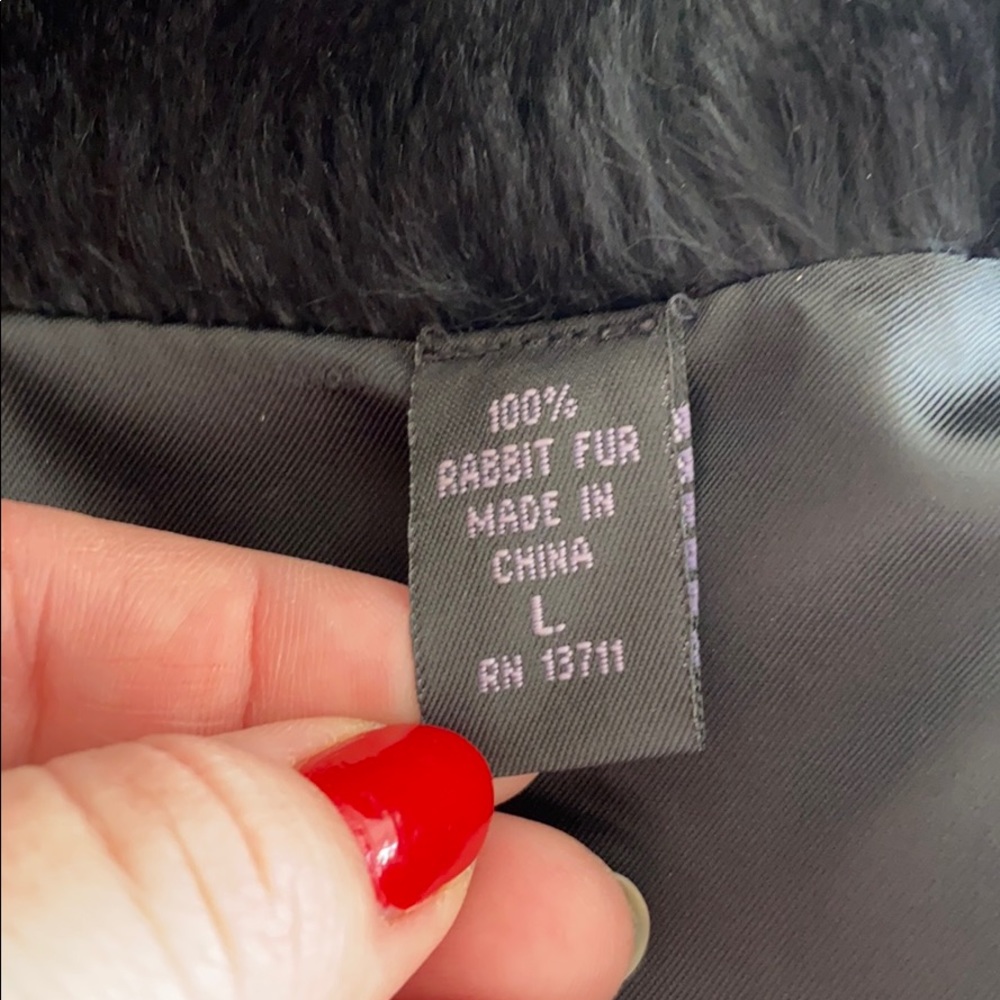 100%
RABBIT FUR
MADE IN
CHINA
L
RN 13711